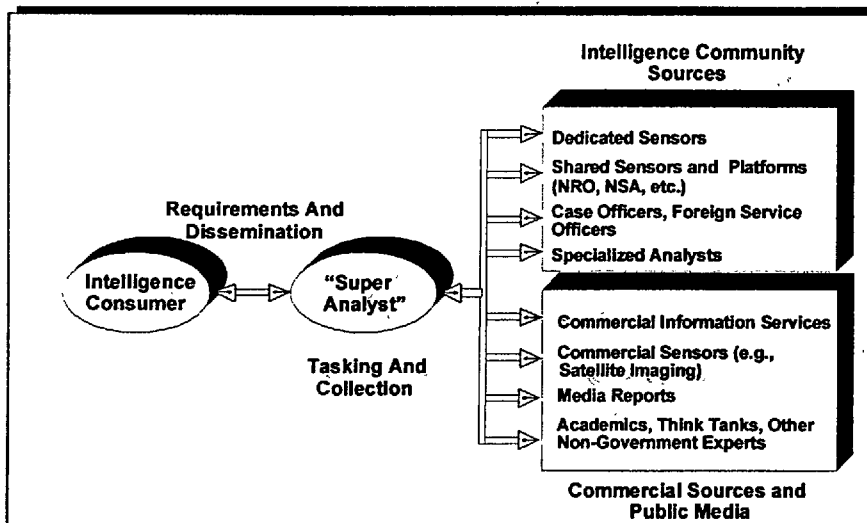 Intelligence Community
Sources
Dedicated Sensors
Shared Sensors and Platforms
(NRO, NSA, etc.)
Case Officers, Foreign Service
Officers
Specialized Analysts
Requirements And
Dissemination
Intelligence
Consumer
“Super
Analyst”
Tasking And
Collection
Commercial Information Services
Commercial Sensors (e.g.,
Satellite Imaging)
Media Reports
Academics, Think Tanks, Other
Non-Government Experts
Commercial Sources and
Public Media